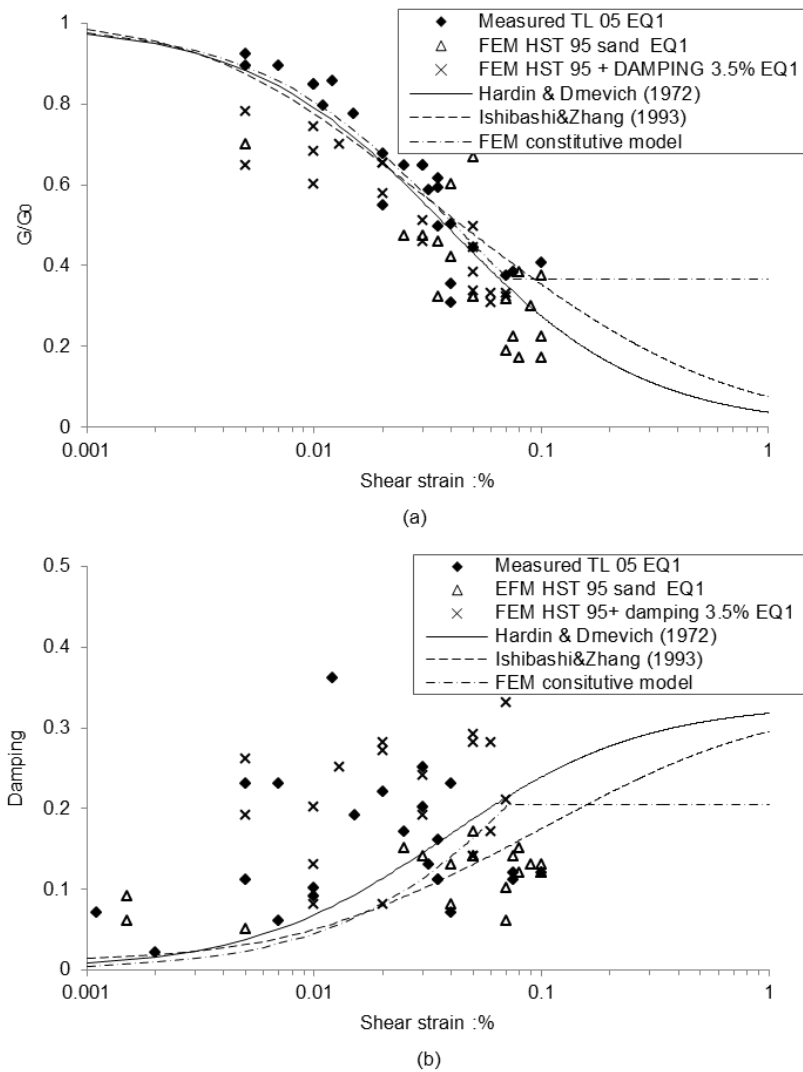 1
0.8
0.6
0.4
0.2
0
G/G0
0.001
0.01
0.1
1
Shear strain :%
Measured TL 05 EQ1
FEM HST 95 sand EQ1
FEM HST 95 + DAMPING 3.5% EQ1
Hardin & Drnevich (1972)
Ishibashi&Zhang (1993)
FEM constitutive model
(a)
0.5
0.4
0.3
0.2
0.1
0
Damping
0.001
0.01
0.1
1
Shear strain :%
Measured TL 05 EQ1
EFM HST 95 sand EQ1
FEM HST 95+ damping 3.5% EQ1
Hardin & Drnevich (1972)
Ishibashi&Zhang (1993)
FEM consitutive model
(b)